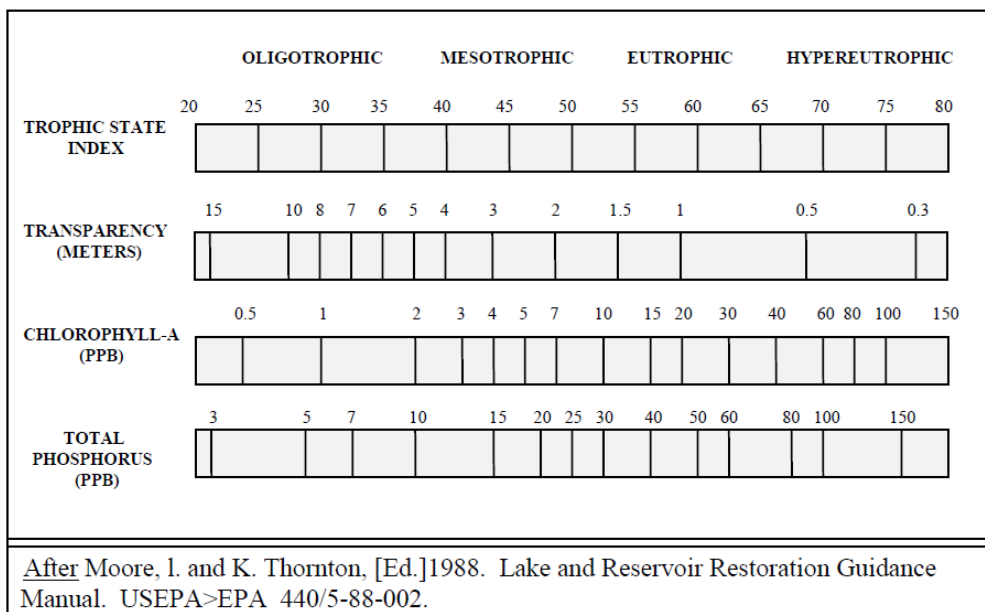 OLIGOTROPHIC MESOTROPHIC EUTROPHIC HYPEREUTROPHIC
20 25 30 35 40 45 50 55 60 65 70 75 80
TROPHIC STATE
INDEX
15 10 8 7 6 5 4 3 2 1.5 1 0.5 0.3
TRANSPARENCY
(METERS)
0.5 1 2 3 4 5 7 10 15 20 30 40 60 80 100 150
CHLOROPHYLL-A
(PPB)
3 5 7 10 15 20 25 30 40 50 60 80 100 150
TOTAL
PHOSPHORUS
(PPB)
After Moore, l. and K. Thornton, [Ed.]1988. Lake and Reservoir Restoration Guidance
Manual. USEPA>EPA 440/5-88-002.